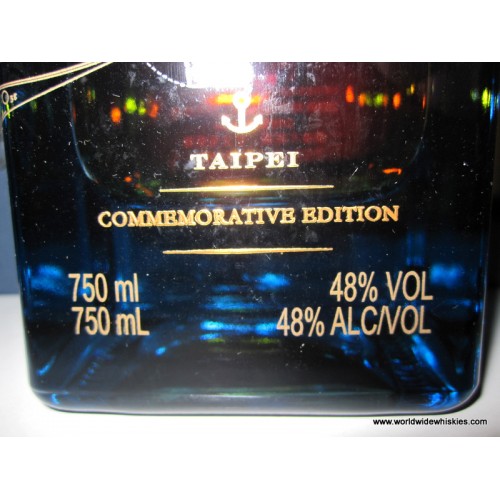 TAIPEI
COMMEMORATIVE EDITION
750 ml 48% VOL
750 mL 48% ALC/VOL
www.worldwidewhiskies.com